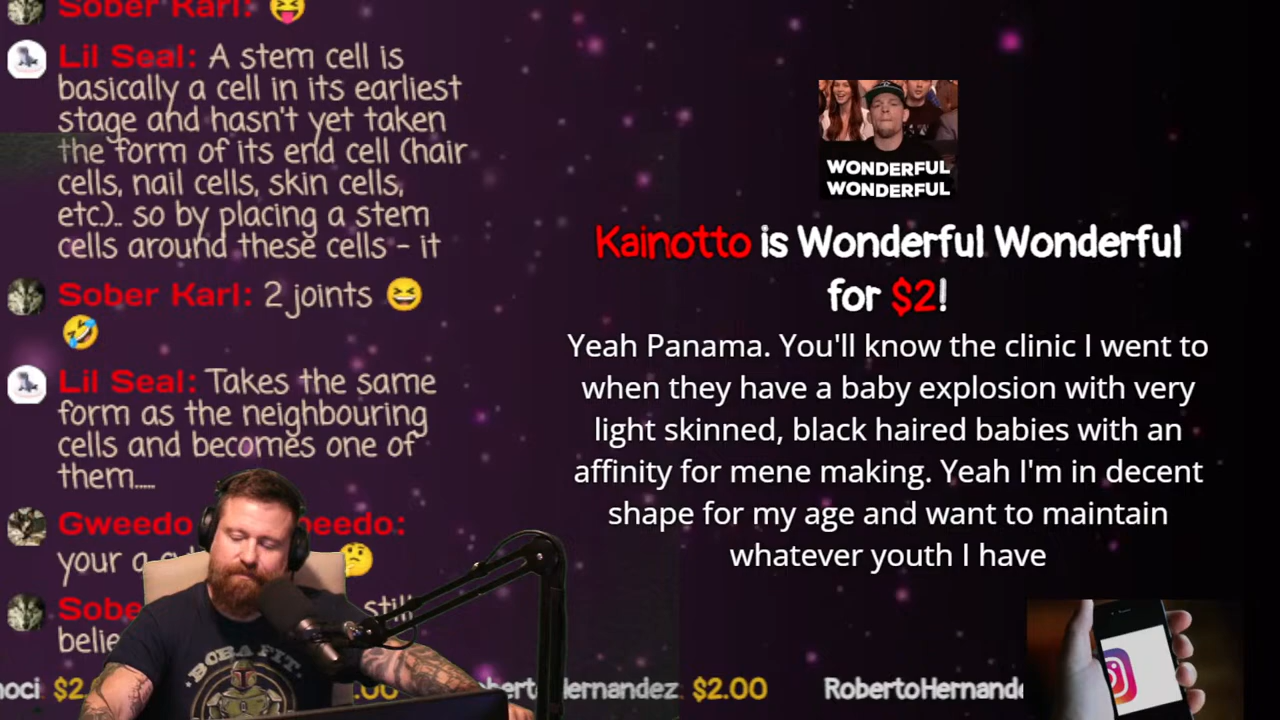 Sober Karl: 😝
Lil Seal: A stem cell is
basically a cell in its earliest
stage and hasn't yet taken
the form of its end cell (hair
cells, nail cells, skin cells,
etc).. so by placing a stem
cells around these cells - it
Sober Karl: 2 joints 😆
🤣
Lil Seal: Takes the same
form as the neighbouring
cells and becomes one of
them.....
Gweedo
your a 🤔
still
WONDERFUL
WONDERFUL
Kainotto is Wonderful Wonderful
for $2!
Yeah Panama. You'll know the clinic I went to
when they have a baby explosion with very
light skinned, black haired babies with an
affinity for mene making. Yeah I'm in decent
shape for my age and want to maintain
whatever youth I have
BOBA FIT
$2.00 RobertoHernande